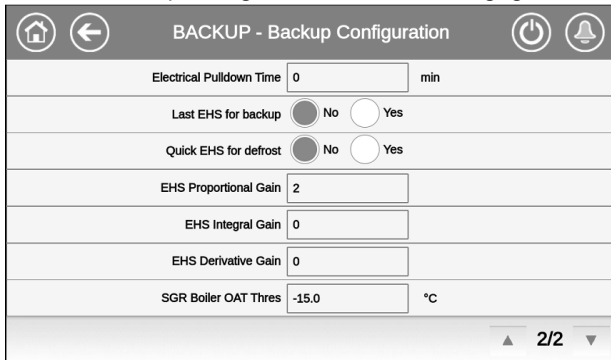 BACKUP - Backup Configuration
Electrical Pulldown Time 0 min
Last EHS for backup No Yes
Quick EHS for defrost No Yes
EHS Proportional Gain 2
EHS Integral Gain 0
EHS Derivative Gain 0
SGR Boiler OAT Thres -15.0 °C
2/2